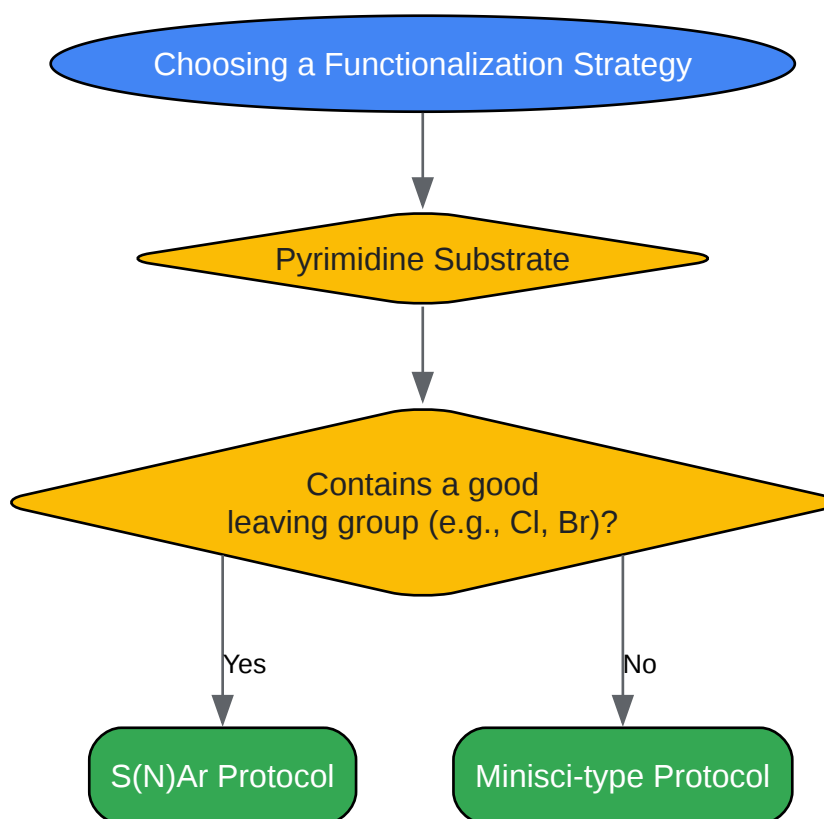 Choosing a Functionalization Strategy
Pyrimidine Substrate
Contains a good
leaving group (e.g., Cl, Br)?
Yes
No
S(N)Ar Protocol
Minisci-type Protocol